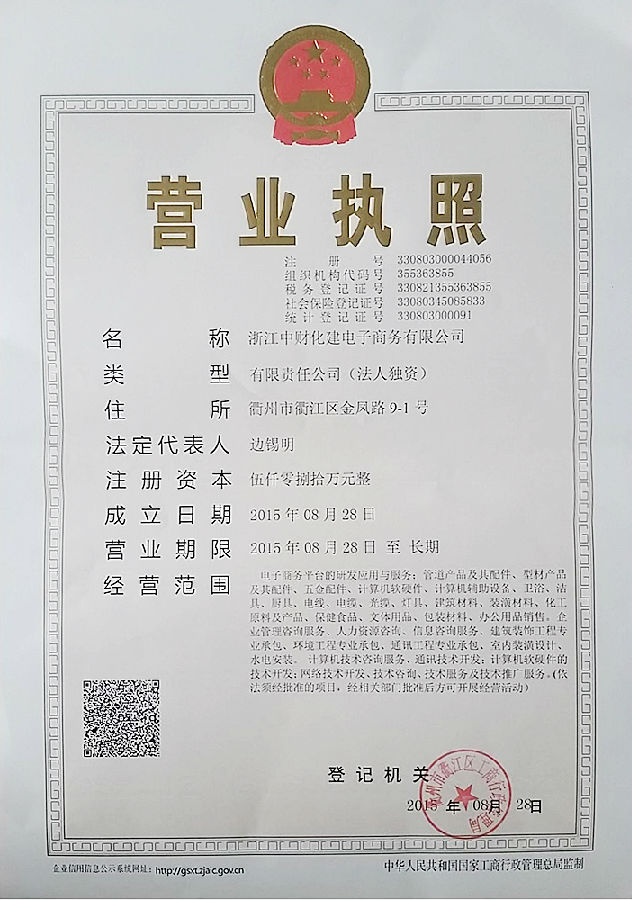 营业执照
注册号 330803000044056
组织机构代码号 355363855
税务登记证号 330821355363855
社会保险登记证号 33080345085833
统计登记证号 330803000091
名称 浙江中财化建电子商务有限公司
类型 有限责任公司（法人独资）
住所 衢州市衢江区金凤路9-1号
法定代表人 边锡明
注册资本 伍仟零捌拾万元整
成立日期 2015年08月28日
营业期限 2015年08月28日 至 长期
经营范围 电子商务平台的研发应用与服务；管道产品及其配件、型材产品
及其配件、五金配件、计算机软硬件、计算机辅助设备、卫浴、洁
具、厨具、电线、电缆、光缆、灯具、建筑材料、装潢材料、化工
原料及产品、保健食品、文体用品、包装材料、办公用品销售。企
业管理咨询服务、人力资源咨询、信息咨询服务、建筑装饰工程专
业承包、环境工程专业承包、通讯工程专业承包、室内装潢设计、
水电安装。计算机技术咨询服务、通讯技术开发；计算机软硬件的
技术开发；网络技术开发、技术咨询、技术服务及技术推广服务。（依
法须经批准的项目，经相关部门批准后方可开展经营活动）
登记机关
衢州市衢江区工商行政管理局
2015年08月28日
企业信用信息公示系统网址：http://gsxt.zjaic.gov.cn
中华人民共和国国家工商行政管理总局监制